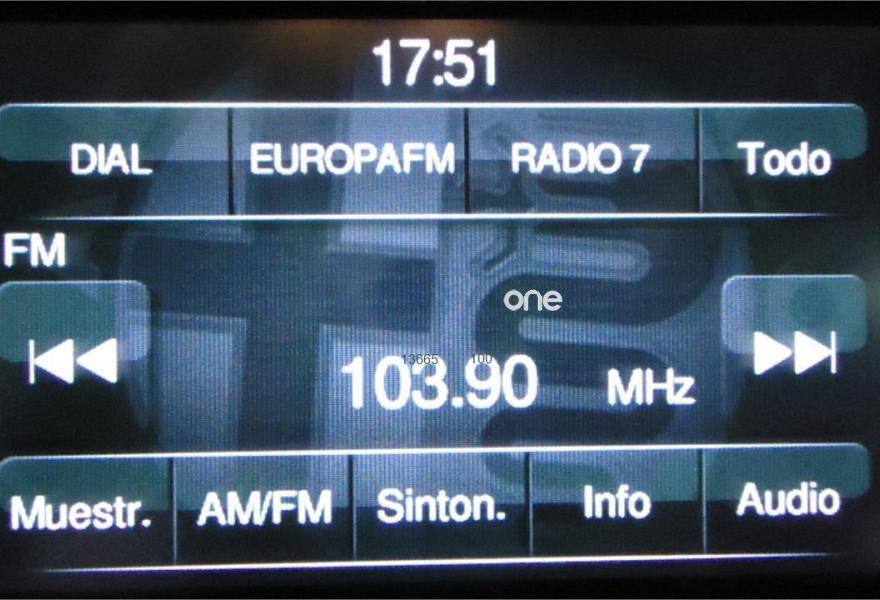 17:51
DIAL EUROPAFM RADIO 7 Todo
FM
one
13665 100
103.90 MHz
Muestr. AM/FM Sinton. Info Audio